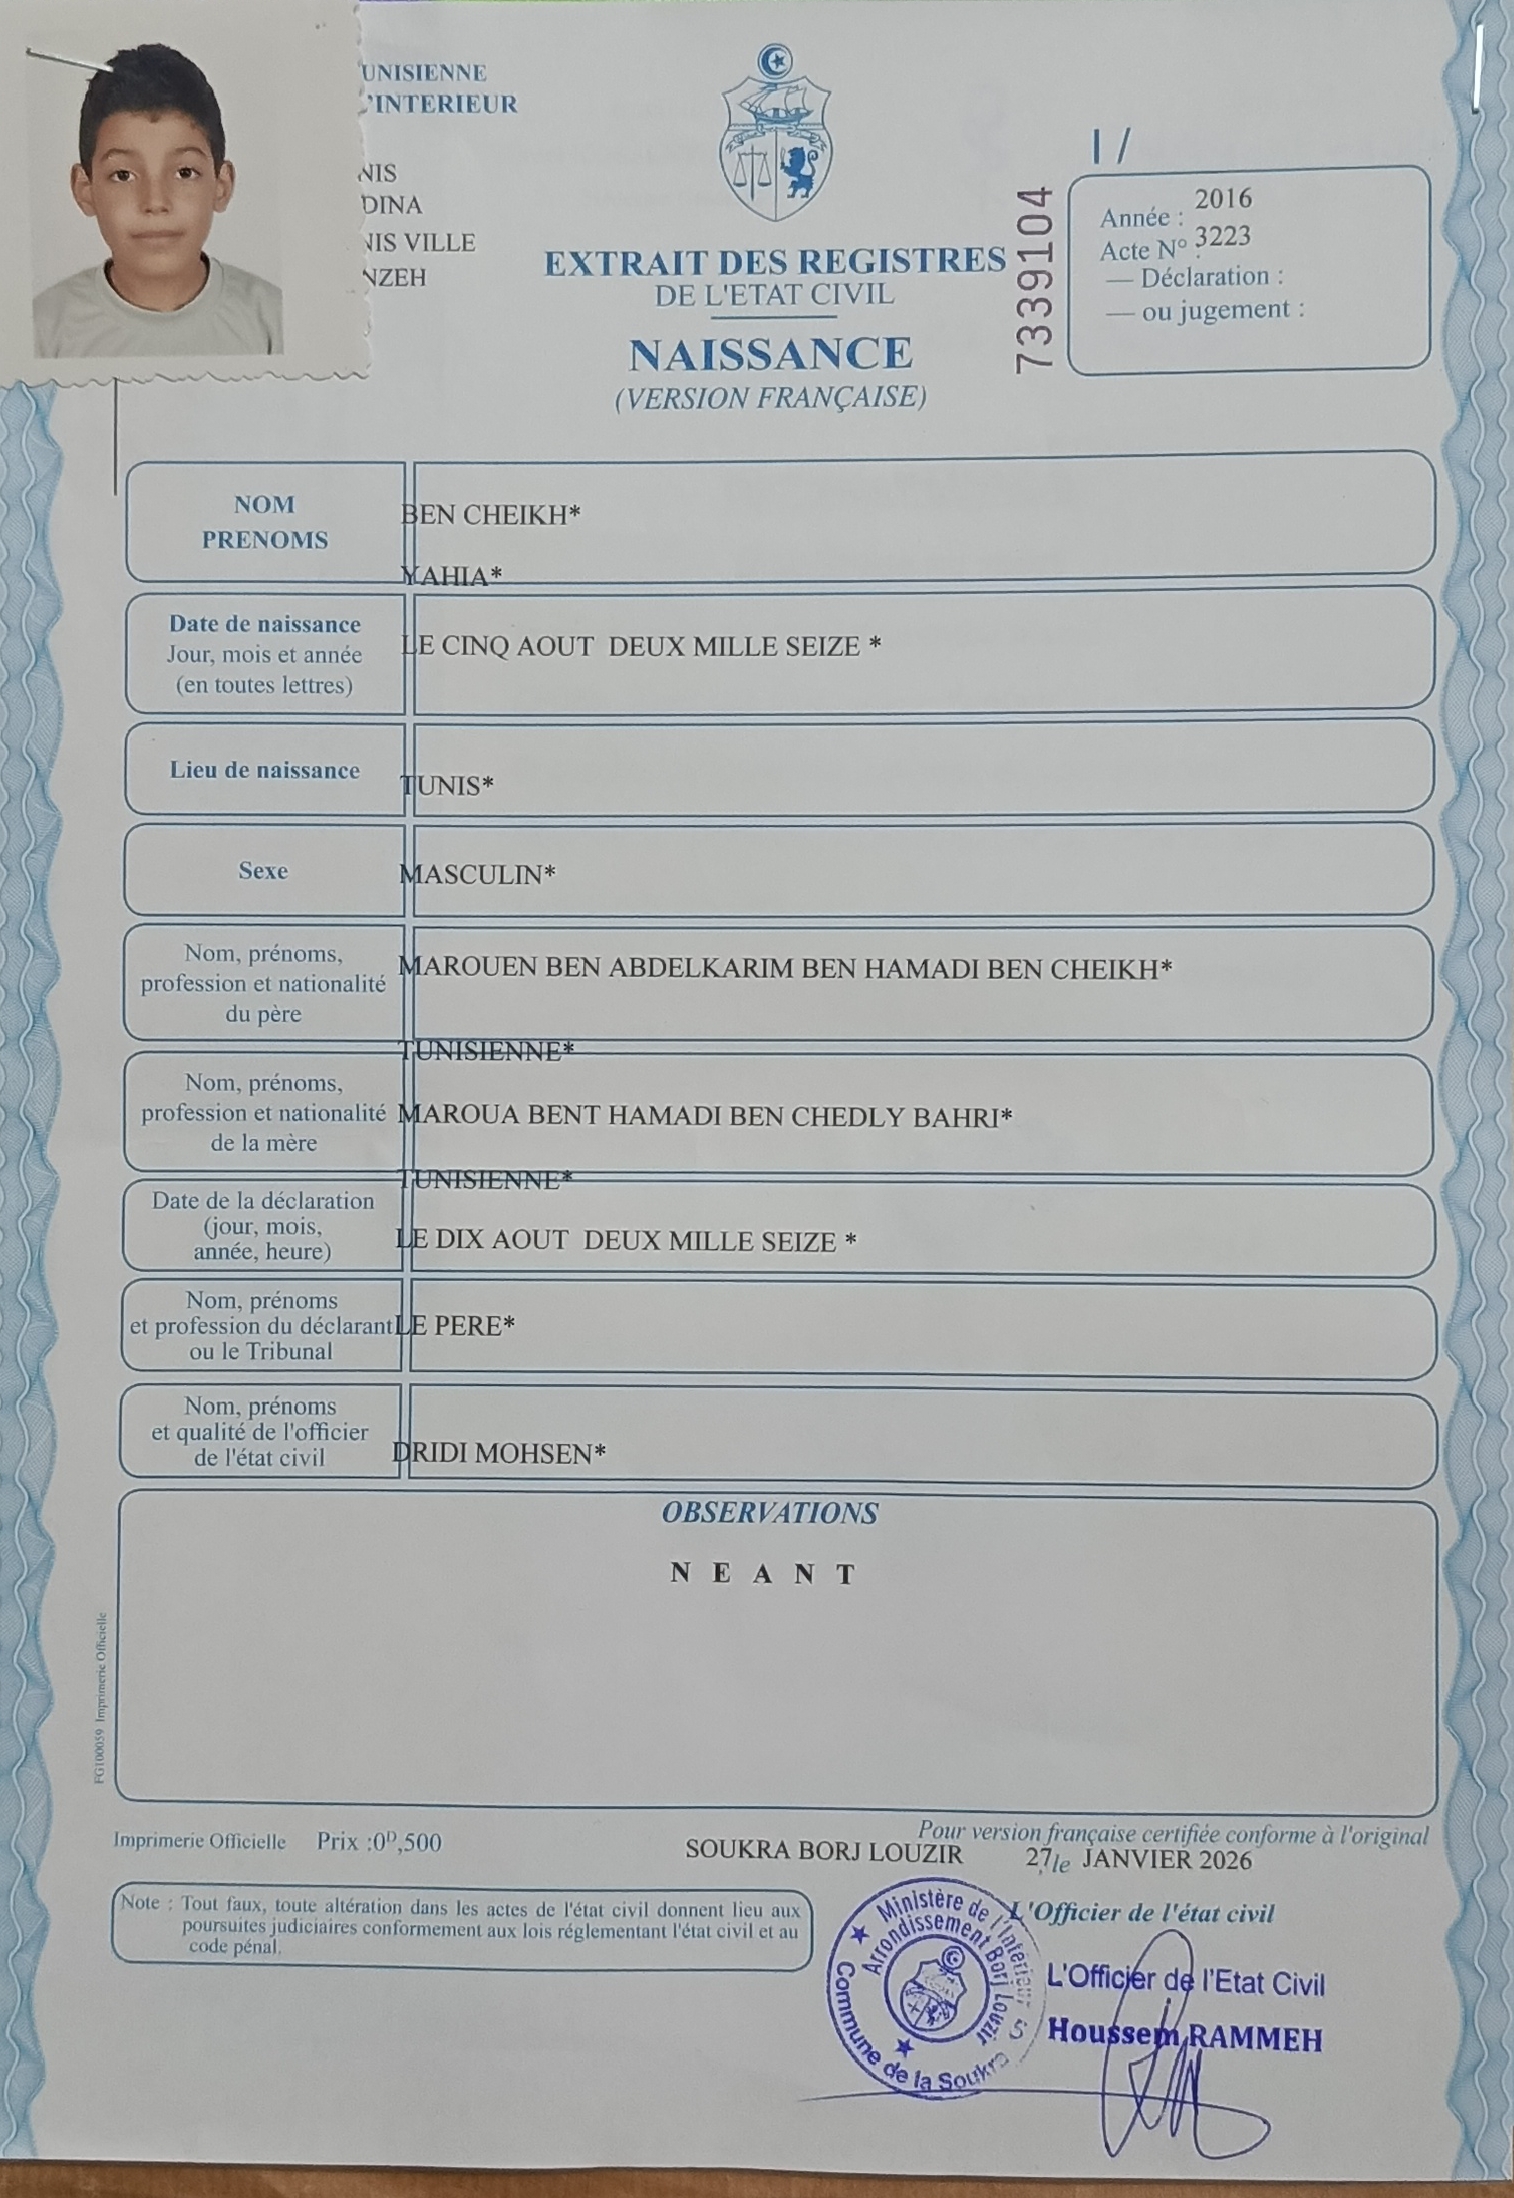 UNISIENNE
'INTERIEUR
NIS
DINA
NIS VILLE
NZEH
EXTRAIT DES REGISTRES
DE L'ETAT CIVIL
NAISSANCE
(VERSION FRANÇAISE)
7339104
1 /
Année : 2016
Acte Nº : 3223
— Déclaration :
— ou jugement :
NOM
PRENOMS
BEN CHEIKH*
YAHIA*
Date de naissance
Jour, mois et année
(en toutes lettres)
LE CINQ AOUT DEUX MILLE SEIZE *
Lieu de naissance
TUNIS*
Sexe
MASCULIN*
Nom, prénoms,
profession et nationalité
du père
MAROUEN BEN ABDELKARIM BEN HAMADI BEN CHEIKH*
TUNISIENNE*
Nom, prénoms,
profession et nationalité
de la mère
MAROUA BENT HAMADI BEN CHEDLY BAHRI*
TUNISIENNE*
Date de la déclaration
(jour, mois,
année, heure)
LE DIX AOUT DEUX MILLE SEIZE *
Nom, prénoms
et profession du déclarant
ou le Tribunal
LE PERE*
Nom, prénoms
et qualité de l'officier
de l'état civil
DRIDI MOHSEN*
OBSERVATIONS
N E A N T
FG100059 Imprimerie Officielle
Imprimerie Officielle Prix :0ᴰ,500
Pour version française certifiée conforme à l'original
SOUKRA BORJ LOUZIR 27 le JANVIER 2026
Note : Tout faux, toute altération dans les actes de l'état civil donnent lieu aux
poursuites judiciaires conformement aux lois réglementant l'état civil et au
code pénal.
L'Officier de l'état civil
Ministère de l'Intérieur
Arrondissement Borj Louzir
Commune de la Soukra
L'Officier de l'Etat Civil
Houssem RAMMEH